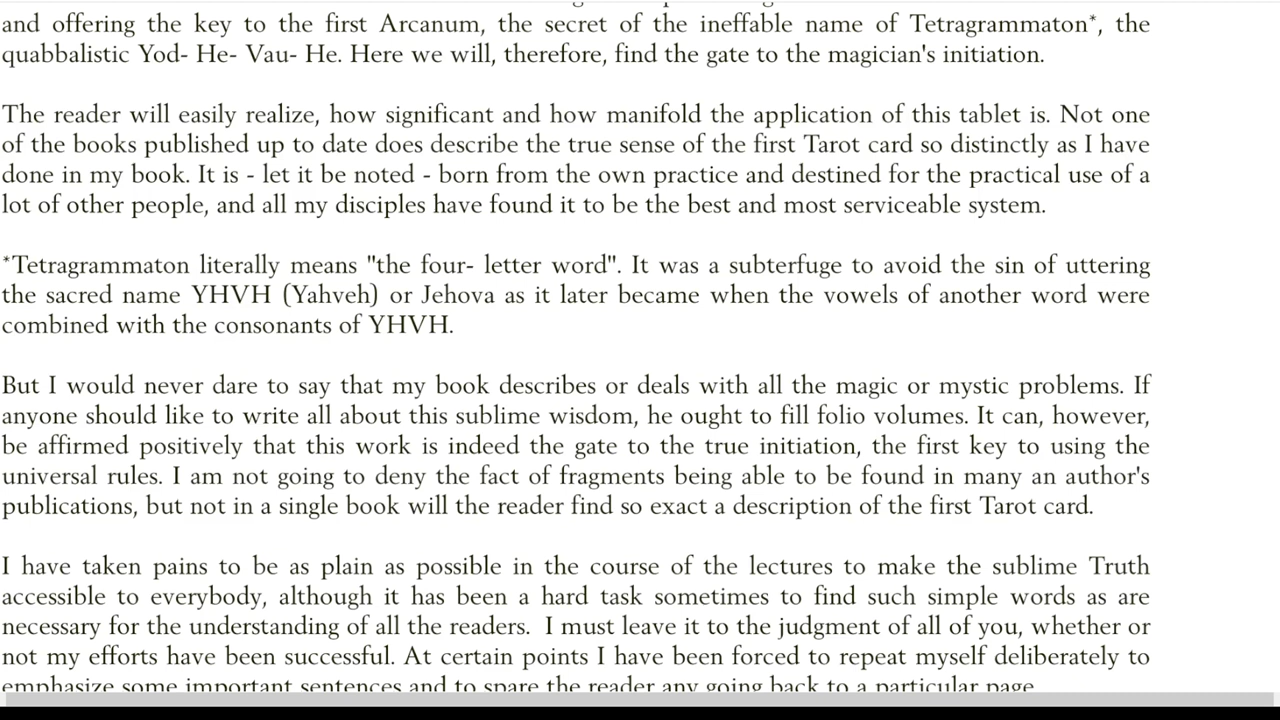 and offering the key to the first Arcanum, the secret of the ineffable name of Tetragrammaton*, the
quabbalistic Yod- He- Vau- He. Here we will, therefore, find the gate to the magician's initiation.
The reader will easily realize, how significant and how manifold the application of this tablet is. Not one
of the books published up to date does describe the true sense of the first Tarot card so distinctly as I have
done in my book. It is - let it be noted - born from the own practice and destined for the practical use of a
lot of other people, and all my disciples have found it to be the best and most serviceable system.
*Tetragrammaton literally means "the four- letter word". It was a subterfuge to avoid the sin of uttering
the sacred name YHVH (Yahveh) or Jehova as it later became when the vowels of another word were
combined with the consonants of YHVH.
But I would never dare to say that my book describes or deals with all the magic or mystic problems. If
anyone should like to write all about this sublime wisdom, he ought to fill folio volumes. It can, however,
be affirmed positively that this work is indeed the gate to the true initiation, the first key to using the
universal rules. I am not going to deny the fact of fragments being able to be found in many an author's
publications, but not in a single book will the reader find so exact a description of the first Tarot card.
I have taken pains to be as plain as possible in the course of the lectures to make the sublime Truth
accessible to everybody, although it has been a hard task sometimes to find such simple words as are
necessary for the understanding of all the readers. I must leave it to the judgment of all of you, whether or
not my efforts have been successful. At certain points I have been forced to repeat myself deliberately to
emphasize some important sentences and to spare the reader any going back to a particular page.